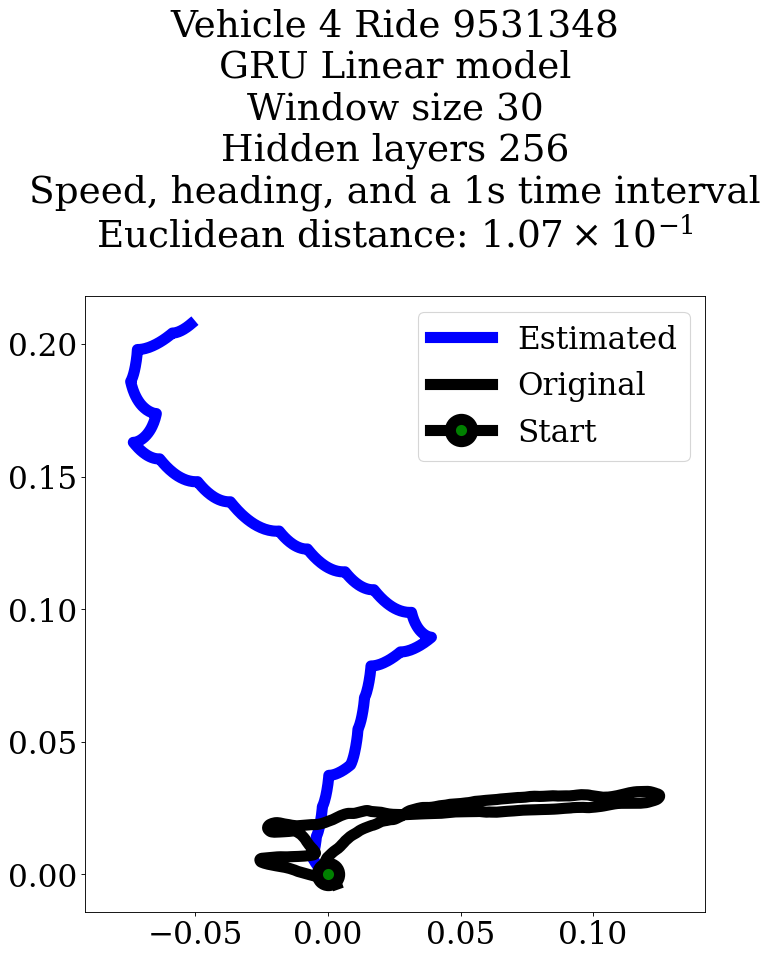 Vehicle 4 Ride 9531348
GRU Linear model
Window size 30
Hidden layers 256
Speed, heading, and a 1s time interval
Euclidean distance: 1.07 × 10⁻¹
Estimated
Original
Start
0.20
0.15
0.10
0.05
0.00
−0.05 0.00 0.05 0.10